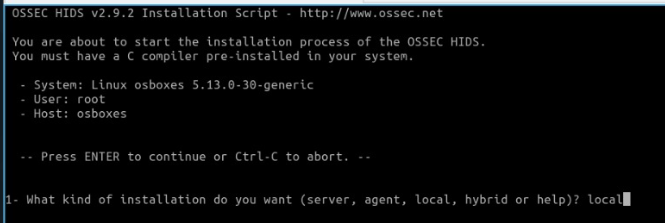 OSSEC HIDS v2.9.2 Installation Script - http://www.ossec.net
You are about to start the installation process of the OSSEC HIDS.
You must have a C compiler pre-installed in your system.
- System: Linux osboxes 5.13.0-30-generic
- User: root
- Host: osboxes
-- Press ENTER to continue or Ctrl-C to abort. --
1- What kind of installation do you want (server, agent, local, hybrid or help)? local